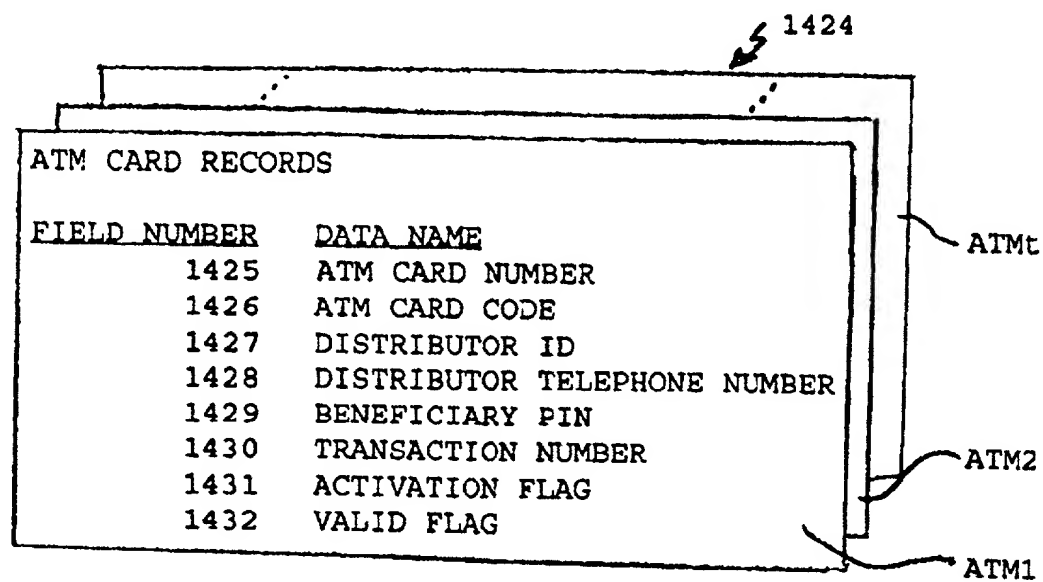 1424
ATM CARD RECORDS
FIELD NUMBER DATA NAME
1425 ATM CARD NUMBER
1426 ATM CARD CODE
1427 DISTRIBUTOR ID
1428 DISTRIBUTOR TELEPHONE NUMBER
1429 BENEFICIARY PIN
1430 TRANSACTION NUMBER
1431 ACTIVATION FLAG
1432 VALID FLAG
ATMt
ATM2
ATM1